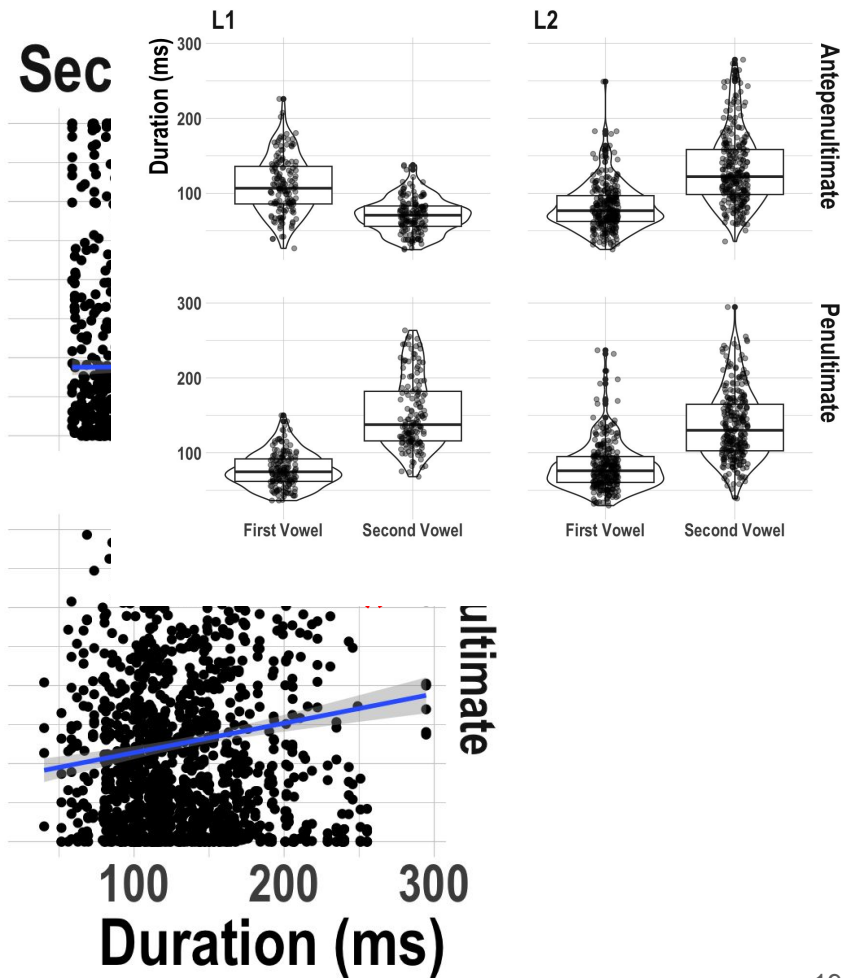 L1
L2
Sec
Duration (ms)
300
200
100
Antepenultimate
300
200
100
Penultimate
First Vowel
Second Vowel
First Vowel
Second Vowel
ultimate
100
200
300
Duration (ms)